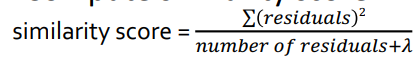 similarity score = ∑(residuals)² / number of residuals+λ